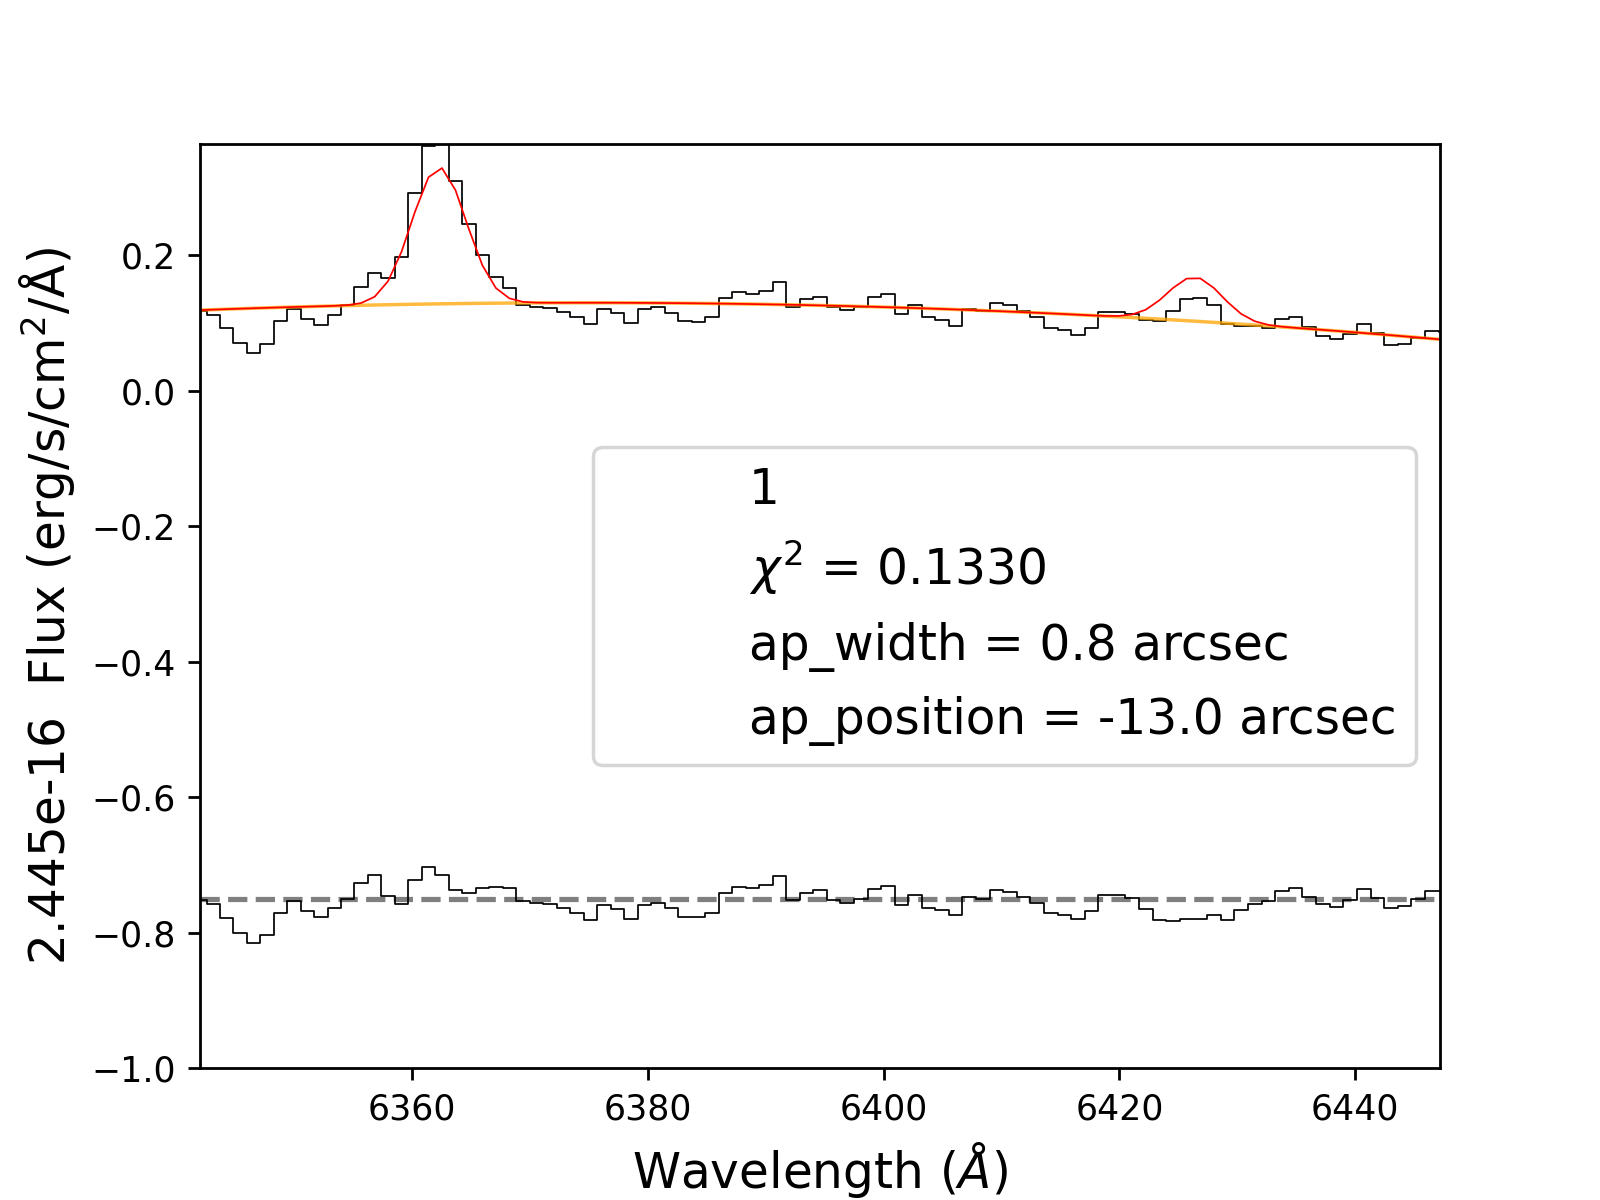 2.445e-16 Flux (erg/s/cm²/Å)
0.2
0.0
−0.2
−0.4
−0.6
−0.8
−1.0
1
χ² = 0.1330
ap_width = 0.8 arcsec
ap_position = -13.0 arcsec
6360 6380 6400 6420 6440
Wavelength (Å)